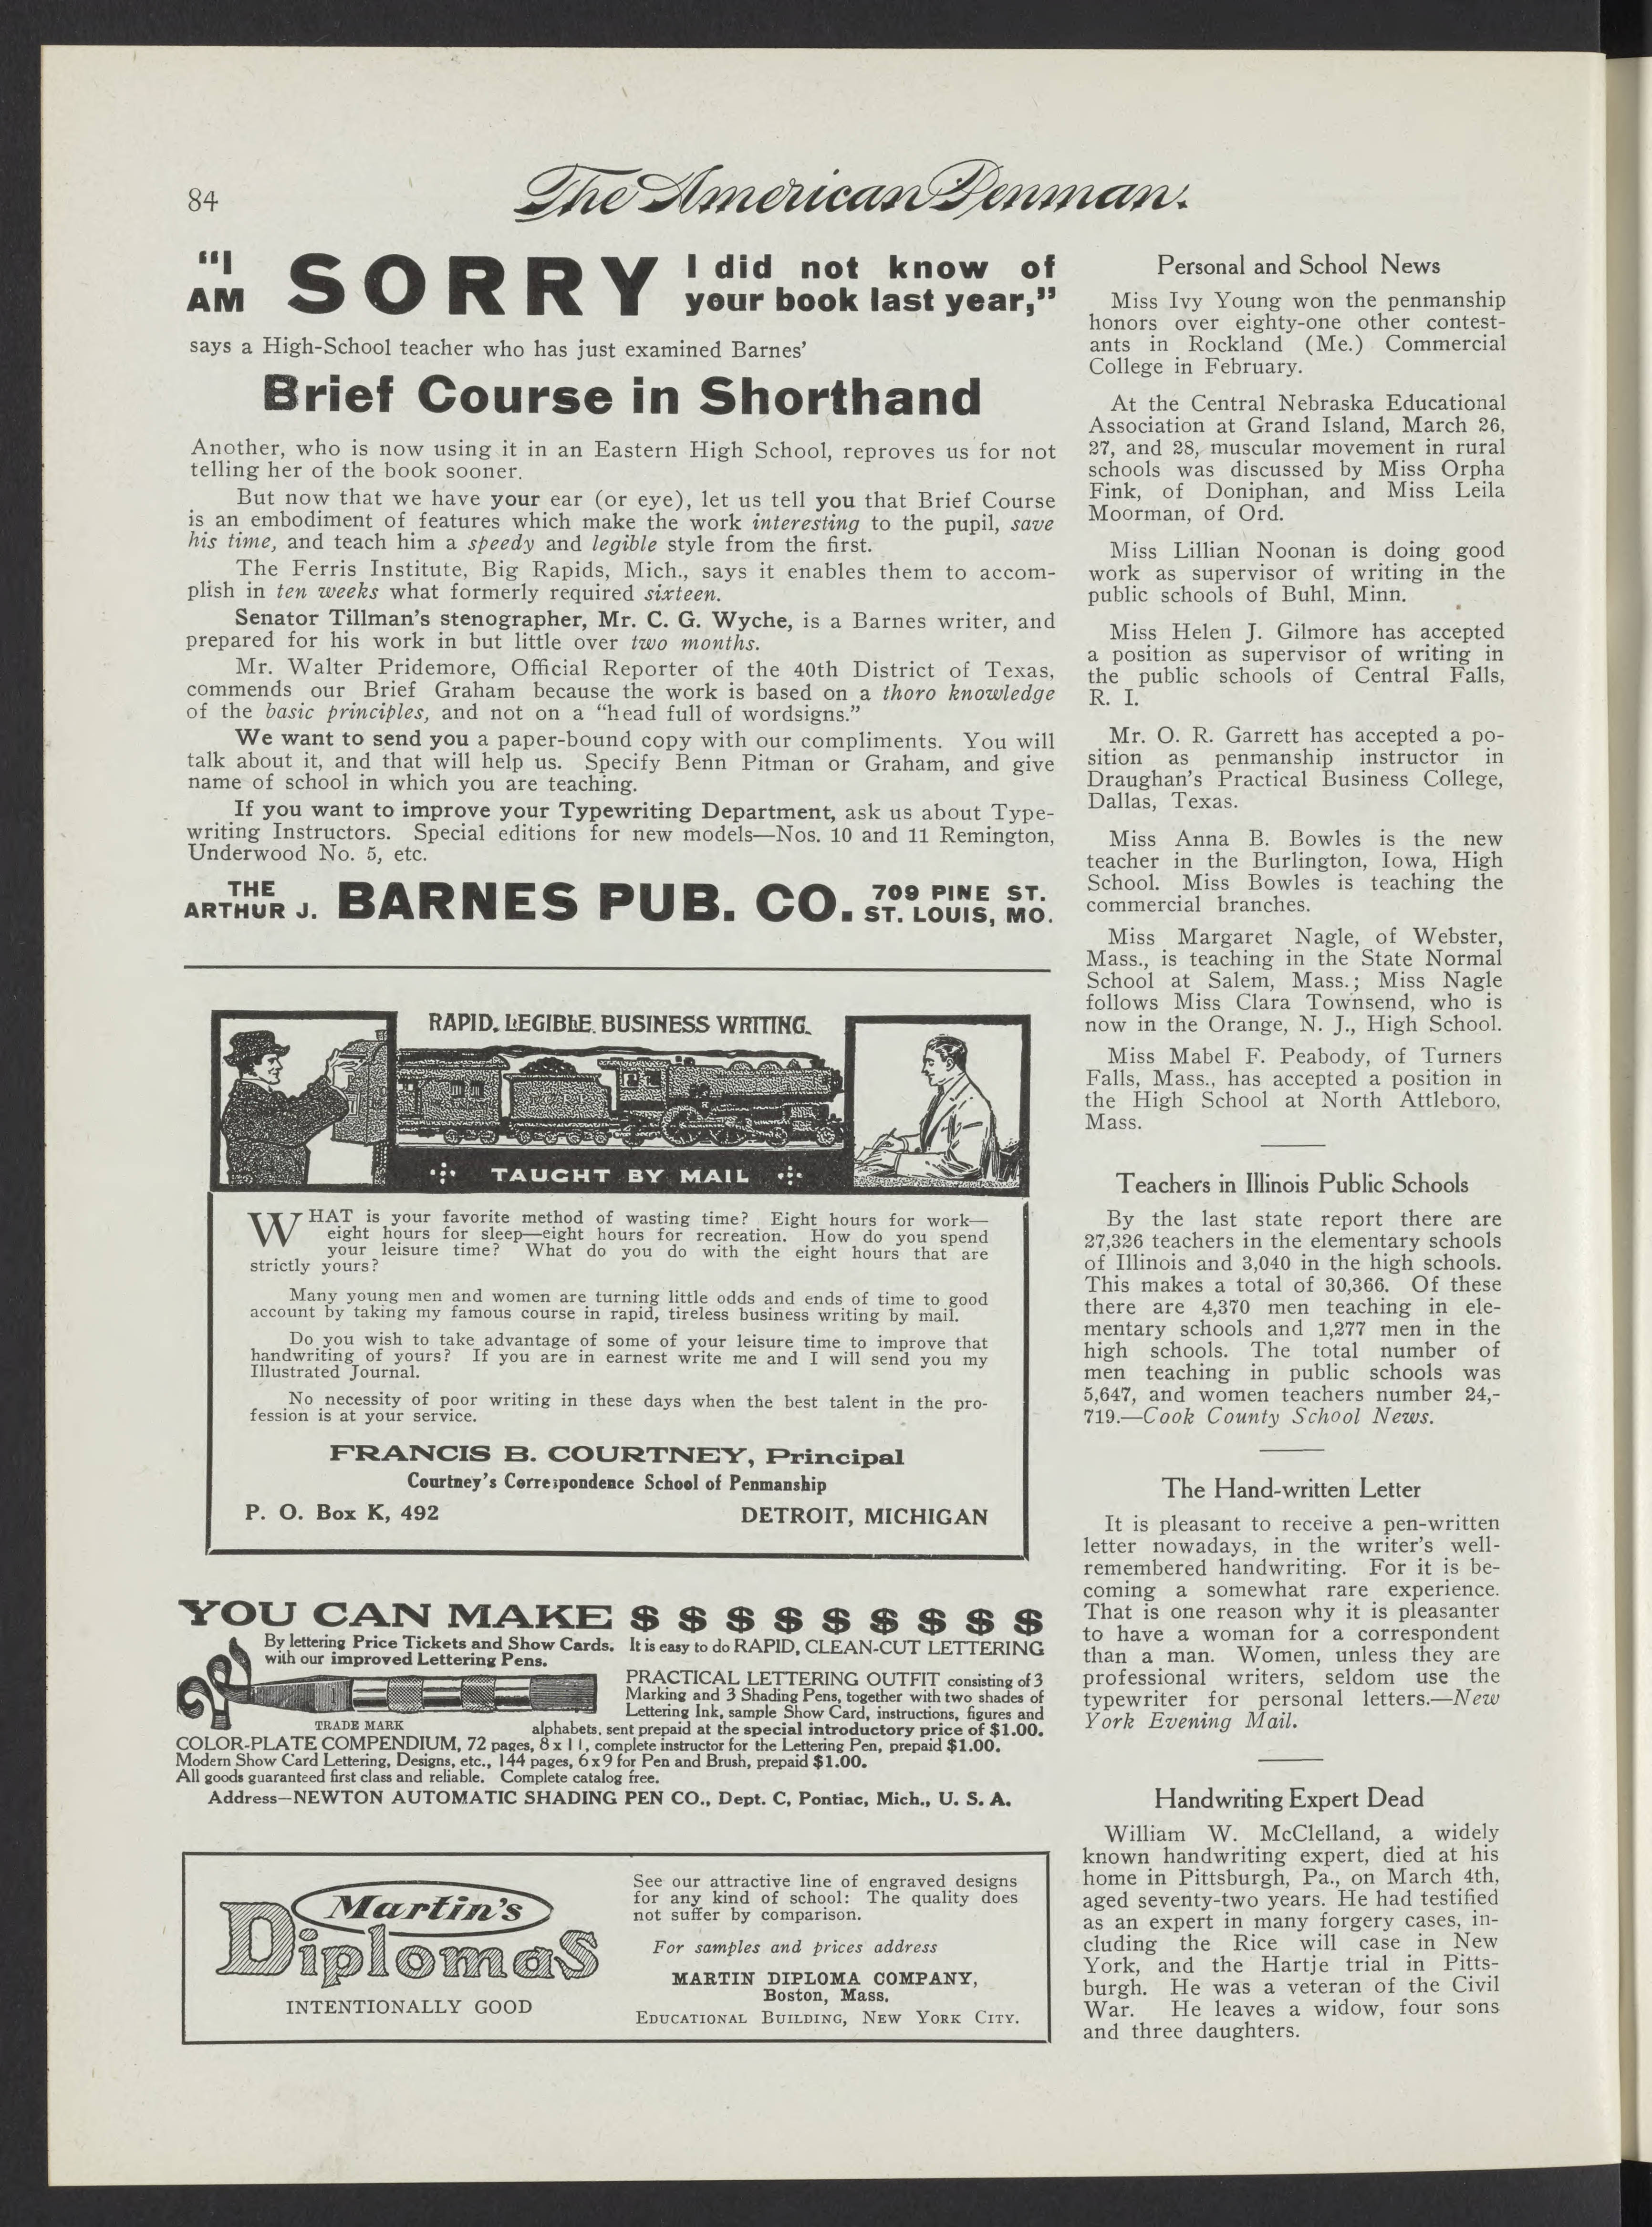 84
The American Penman.
"I AM SORRY I did not know of your book last year,"
says a High-School teacher who has just examined Barnes'
Brief Course in Shorthand
Another, who is now using it in an Eastern High School, reproves us for not
telling her of the book sooner.
But now that we have your ear (or eye), let us tell you that Brief Course
is an embodiment of features which make the work interesting to the pupil, save
his time, and teach him a speedy and legible style from the first.
The Ferris Institute, Big Rapids, Mich., says it enables them to accom-
plish in ten weeks what formerly required sixteen.
Senator Tillman's stenographer, Mr. C. G. Wyche, is a Barnes writer, and
prepared for his work in but little over two months.
Mr. Walter Pridemore, Official Reporter of the 40th District of Texas,
commends our Brief Graham because the work is based on a thoro knowledge
of the basic principles, and not on a "head full of wordsigns."
We want to send you a paper-bound copy with our compliments. You will
talk about it, and that will help us. Specify Benn Pitman or Graham, and give
name of school in which you are teaching.
If you want to improve your Typewriting Department, ask us about Type-
writing Instructors. Special editions for new models—Nos. 10 and 11 Remington,
Underwood No. 5, etc.
THE ARTHUR J. BARNES PUB. CO. 709 PINE ST. ST. LOUIS, MO.
RAPID. LEGIBLE. BUSINESS WRITING.
TAUGHT BY MAIL
WHAT is your favorite method of wasting time? Eight hours for work—
eight hours for sleep—eight hours for recreation. How do you spend
your leisure time? What do you do with the eight hours that are
strictly yours?
Many young men and women are turning little odds and ends of time to good
account by taking my famous course in rapid, tireless business writing by mail.
Do you wish to take advantage of some of your leisure time to improve that
handwriting of yours? If you are in earnest write me and I will send you my
Illustrated Journal.
No necessity of poor writing in these days when the best talent in the pro-
fession is at your service.
FRANCIS B. COURTNEY, Principal
Courtney's Correspondence School of Penmanship
P. O. Box K, 492 DETROIT, MICHIGAN
YOU CAN MAKE $ $ $ $ $ $ $ $ $
By lettering Price Tickets and Show Cards. It is easy to do RAPID, CLEAN-CUT LETTERING
with our improved Lettering Pens.
PRACTICAL LETTERING OUTFIT consisting of 3
Marking and 3 Shading Pens, together with two shades of
Lettering Ink, sample Show Card, instructions, figures and
TRADE MARK
alphabets, sent prepaid at the special introductory price of $1.00.
COLOR-PLATE COMPENDIUM, 72 pages, 8 x 11, complete instructor for the Lettering Pen, prepaid $1.00.
Modern Show Card Lettering, Designs, etc., 144 pages, 6 x 9 for Pen and Brush, prepaid $1.00.
All goods guaranteed first class and reliable. Complete catalog free.
Address—NEWTON AUTOMATIC SHADING PEN CO., Dept. C, Pontiac, Mich., U. S. A.
Martin's
Diplomas
INTENTIONALLY GOOD
See our attractive line of engraved designs
for any kind of school: The quality does
not suffer by comparison.
For samples and prices address
MARTIN DIPLOMA COMPANY,
Boston, Mass.
EDUCATIONAL BUILDING, NEW YORK CITY.
Personal and School News
Miss Ivy Young won the penmanship
honors over eighty-one other contest-
ants in Rockland (Me.) Commercial
College in February.
At the Central Nebraska Educational
Association at Grand Island, March 26,
27, and 28, muscular movement in rural
schools was discussed by Miss Orpha
Fink, of Doniphan, and Miss Leila
Moorman, of Ord.
Miss Lillian Noonan is doing good
work as supervisor of writing in the
public schools of Buhl, Minn.
Miss Helen J. Gilmore has accepted
a position as supervisor of writing in
the public schools of Central Falls,
R. I.
Mr. O. R. Garrett has accepted a po-
sition as penmanship instructor in
Draughan's Practical Business College,
Dallas, Texas.
Miss Anna B. Bowles is the new
teacher in the Burlington, Iowa, High
School. Miss Bowles is teaching the
commercial branches.
Miss Margaret Nagle, of Webster,
Mass., is teaching in the State Normal
School at Salem, Mass.; Miss Nagle
follows Miss Clara Townsend, who is
now in the Orange, N. J., High School.
Miss Mabel F. Peabody, of Turners
Falls, Mass., has accepted a position in
the High School at North Attleboro,
Mass.
Teachers in Illinois Public Schools
By the last state report there are
27,326 teachers in the elementary schools
of Illinois and 3,040 in the high schools.
This makes a total of 30,366. Of these
there are 4,370 men teaching in ele-
mentary schools and 1,277 men in the
high schools. The total number of
men teaching in public schools was
5,647, and women teachers number 24,-
719.—Cook County School News.
The Hand-written Letter
It is pleasant to receive a pen-written
letter nowadays, in the writer's well-
remembered handwriting. For it is be-
coming a somewhat rare experience.
That is one reason why it is pleasanter
to have a woman for a correspondent
than a man. Women, unless they are
professional writers, seldom use the
typewriter for personal letters.—New
York Evening Mail.
Handwriting Expert Dead
William W. McClelland, a widely
known handwriting expert, died at his
home in Pittsburgh, Pa., on March 4th,
aged seventy-two years. He had testified
as an expert in many forgery cases, in-
cluding the Rice will case in New
York, and the Hartje trial in Pitts-
burgh. He was a veteran of the Civil
War. He leaves a widow, four sons
and three daughters.